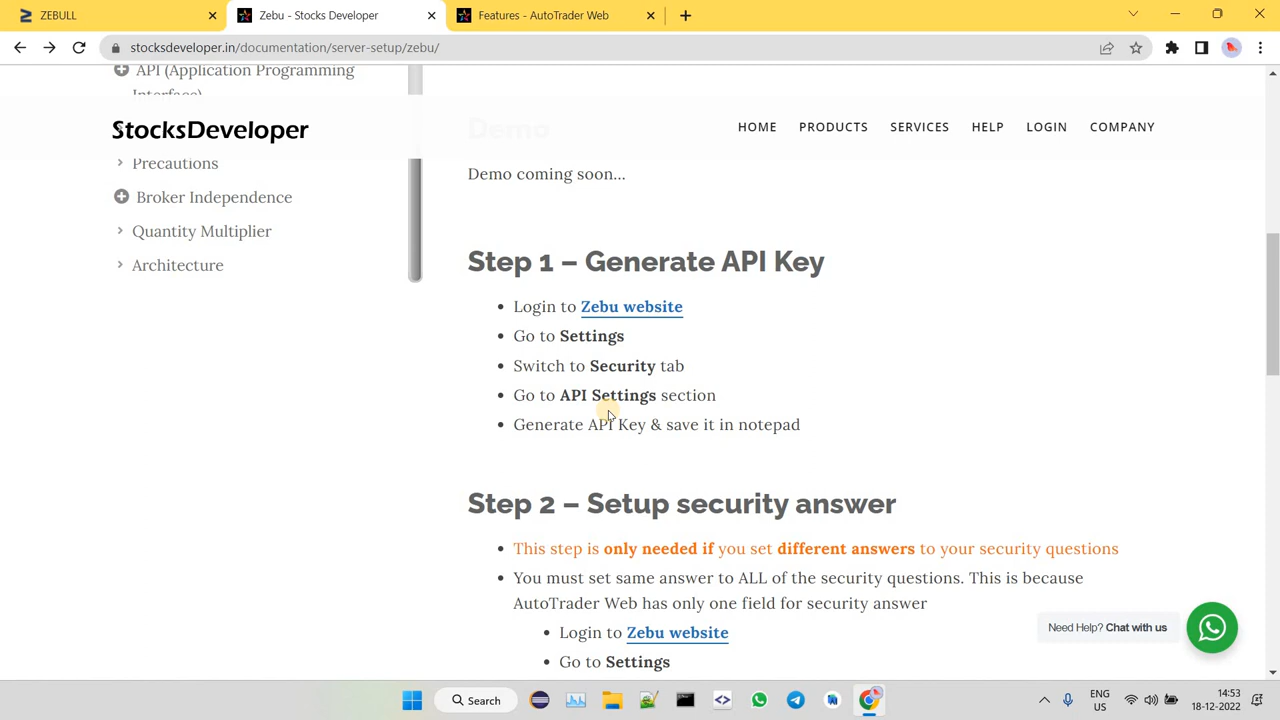 ZEBULL
Zebu - Stocks Developer
Features - AutoTrader Web
stocksdeveloper.in/documentation/server-setup/zebu/
API (Application Programming
Interface)
StocksDeveloper
HOME PRODUCTS SERVICES HELP LOGIN COMPANY
Precautions
Broker Independence
Quantity Multiplier
Architecture
Demo
Demo coming soon...
Step 1 – Generate API Key
• Login to Zebu website
• Go to Settings
• Switch to Security tab
• Go to API Settings section
• Generate API Key & save it in notepad
Step 2 – Setup security answer
• This step is only needed if you set different answers to your security questions
• You must set same answer to ALL of the security questions. This is because
AutoTrader Web has only one field for security answer
• Login to Zebu website
• Go to Settings
Need Help? Chat with us
Search
ENG
US
14:53
18-12-2022